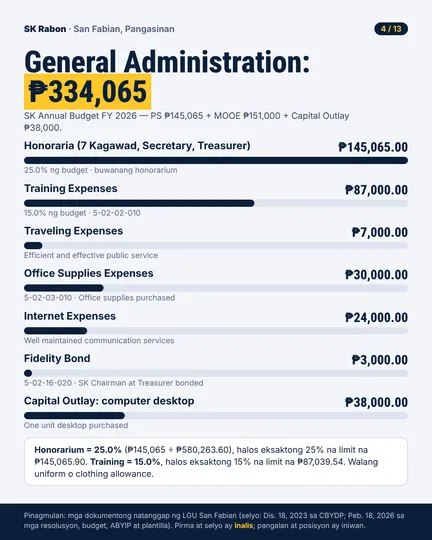 SK Rabon · San Fabian, Pangasinan
4 / 13
General Administration:
₱334,065
SK Annual Budget FY 2026 — PS ₱145,065 + MOOE ₱151,000 + Capital Outlay
₱38,000.
Honoraria (7 Kagawad, Secretary, Treasurer)
₱145,065.00
25.0% ng budget · buwanang honorarium
Training Expenses
₱87,000.00
15.0% ng budget · 5-02-02-010
Traveling Expenses
₱7,000.00
Efficient and effective public service
Office Supplies Expenses
₱30,000.00
5-02-03-010 · Office supplies purchased
Internet Expenses
₱24,000.00
Well maintained communication services
Fidelity Bond
₱3,000.00
5-02-16-020 · SK Chairman at Treasurer bonded
Capital Outlay: computer desktop
₱38,000.00
One unit desktop purchased
Honorarium = 25.0% (₱145,065 ÷ ₱580,263.60), halos eksaktong 25% na limit na
₱145,065.90. Training = 15.0%, halos eksaktong 15% na limit na ₱87,039.54. Walang
uniform o clothing allowance.
Pinagmulan: mga dokumentong natanggap ng LGU San Fabian (selyo: Dis. 18, 2023 sa CBYDP; Peb. 18, 2026 sa
mga resolusyon, budget, ABYIP at plantilla). Pirma at selyo ay inalis; pangalan at posisyon ay iniwan.